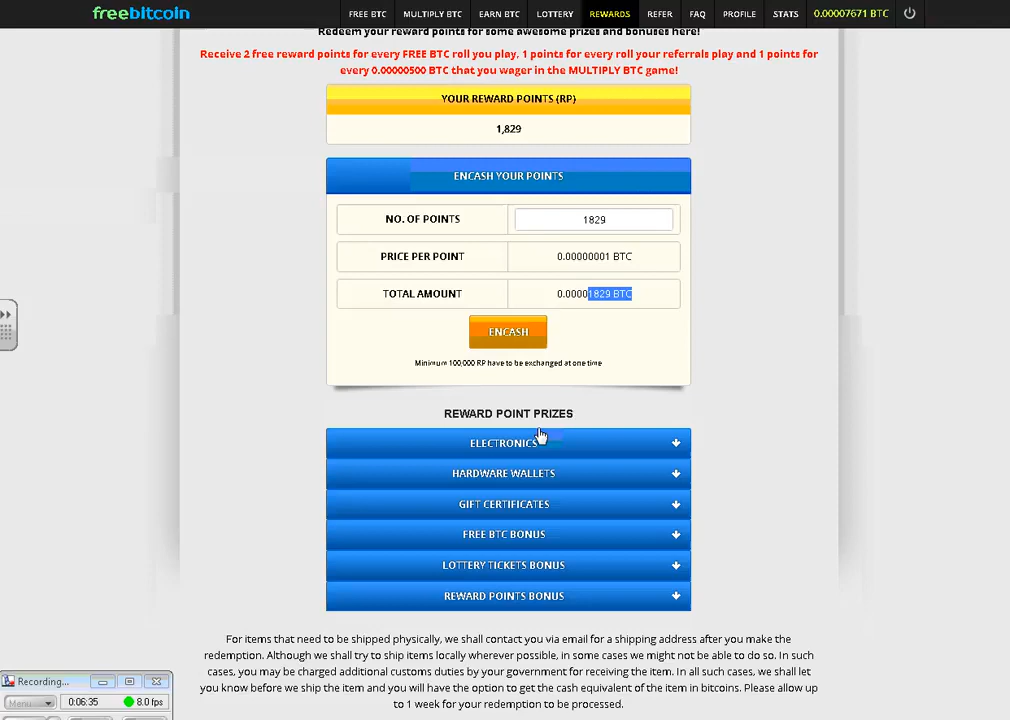 freebitcoin
FREE BTC MULTIPLY BTC EARN BTC LOTTERY REWARDS REFER FAQ PROFILE STATS 0.00007671 BTC
Redeem your reward points for some awesome prizes and bonuses here!
Receive 2 free reward points for every FREE BTC roll you play, 1 points for every roll your referrals play and 1 points for
every 0.00000500 BTC that you wager in the MULTIPLY BTC game!
YOUR REWARD POINTS (RP)
1,829
ENCASH YOUR POINTS
NO. OF POINTS 1829
PRICE PER POINT 0.00000001 BTC
TOTAL AMOUNT 0.00001829 BTC
ENCASH
Minimum 100,000 RP have to be exchanged at one time
REWARD POINT PRIZES
ELECTRONICS
HARDWARE WALLETS
GIFT CERTIFICATES
FREE BTC BONUS
LOTTERY TICKETS BONUS
REWARD POINTS BONUS
For items that need to be shipped physically, we shall contact you via email for a shipping address after you make the
redemption. Although we shall try to ship items locally wherever possible, in some cases we might not be able to do so. In such
cases, you may be charged additional customs duties by your government for receiving the item. In all such cases, we shall let
you know before we ship the item and you will have the option to get the cash equivalent of the item in bitcoins. Please allow up
to 1 week for your redemption to be processed.
Recording...
Menu 0:06:35 8.0 fps